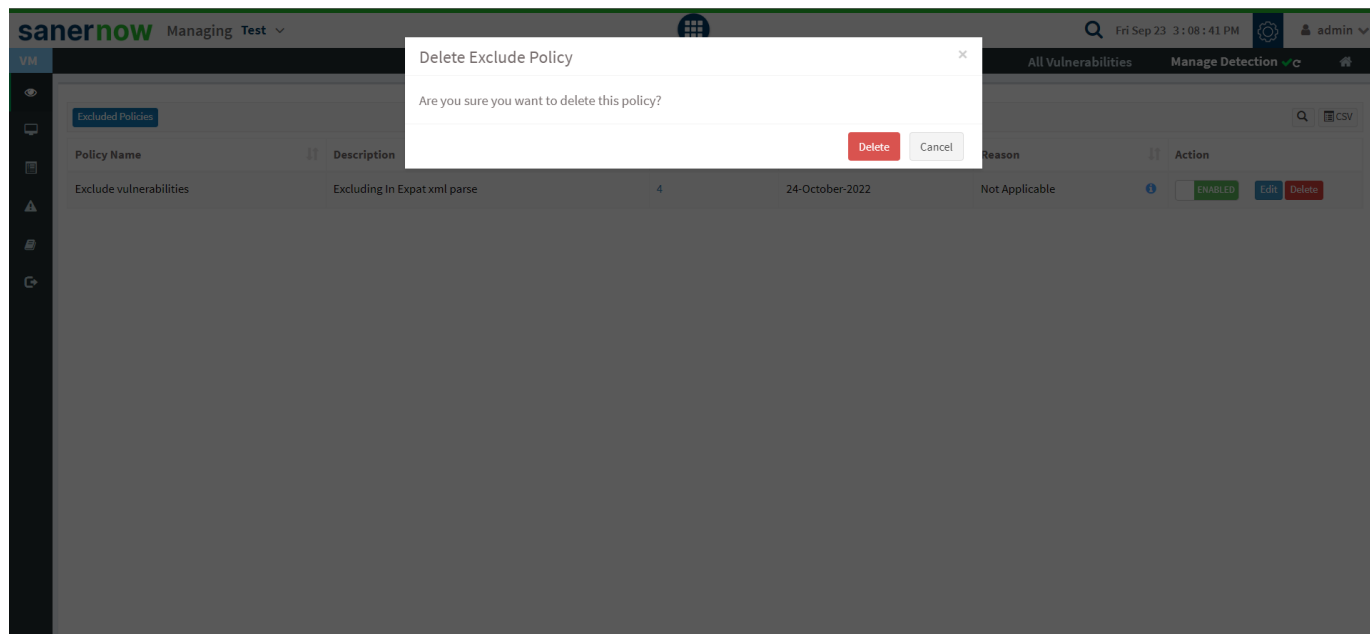 sanernow Managing Test Fri Sep 23 3 : 08 : 41 PM admin
VM All Vulnerabilities Manage Detection
Delete Exclude Policy ×
Are you sure you want to delete this policy?
Delete Cancel
Excluded Policies CSV
Policy Name Description Reason Action
Exclude vulnerabilities Excluding In Expat xml parse 4 24-October-2022 Not Applicable ENABLED Edit Delete